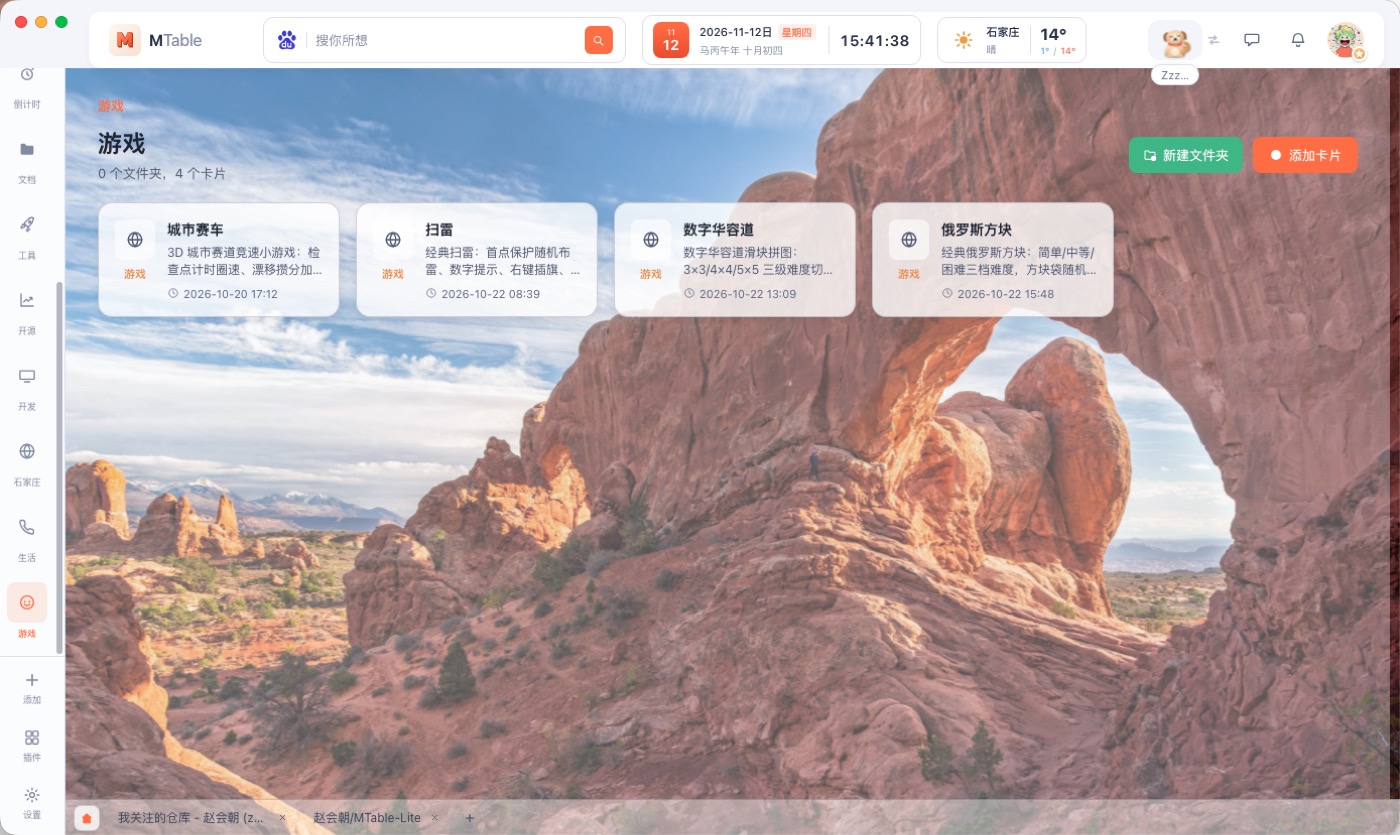 MTable
搜你所想
11
12
2026-11-12日 星期四
马丙午年 十月初四
15:41:38
石家庄
晴
14°
1° / 14°
Zzz...
倒计时
文档
工具
开源
开发
石家庄
生活
游戏
添加
插件
设置
游戏
游戏
0 个文件夹，4 个卡片
新建文件夹
添加卡片
城市赛车
3D 城市赛道竞速小游戏：检
查点计时圈速、漂移攒分加...
游戏
2026-10-20 17:12
扫雷
经典扫雷：首点保护随机布
雷、数字提示、右键插旗、...
游戏
2026-10-22 08:39
数字华容道
数字华容道滑块拼图：
3×3/4×4/5×5 三级难度切...
游戏
2026-10-22 13:09
俄罗斯方块
经典俄罗斯方块：简单/中等/
困难三档难度，方块袋随机...
游戏
2026-10-22 15:48
我关注的仓库 - 赵会朝 (z... ×
赵会朝/MTable-Lite ×
+